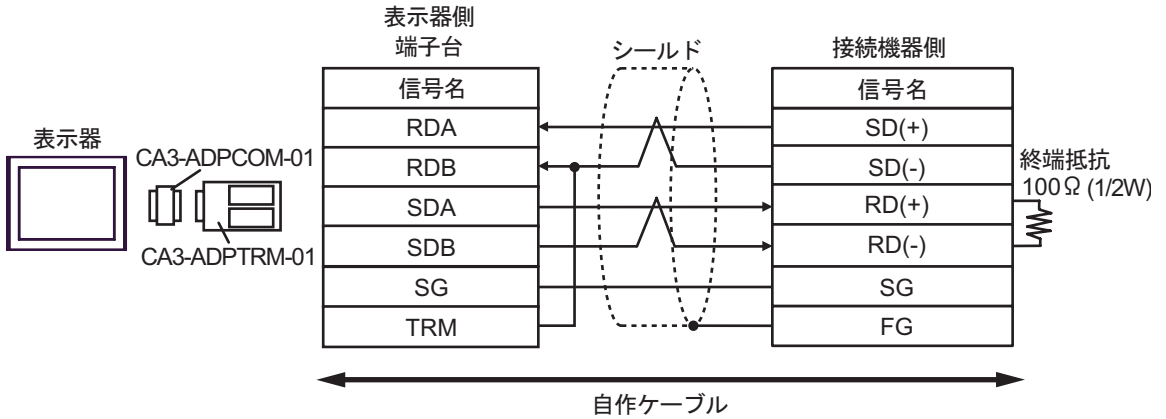 表示器側
端子台
シールド
接続機器側
信号名
信号名
RDA
SD(+)
表示器
CA3-ADPCOM-01
RDB
SD(-)
終端抵抗
100Ω (1/2W)
SDA
RD(+)
CA3-ADPTRM-01
SDB
RD(-)
SG
SG
TRM
FG
自作ケーブル